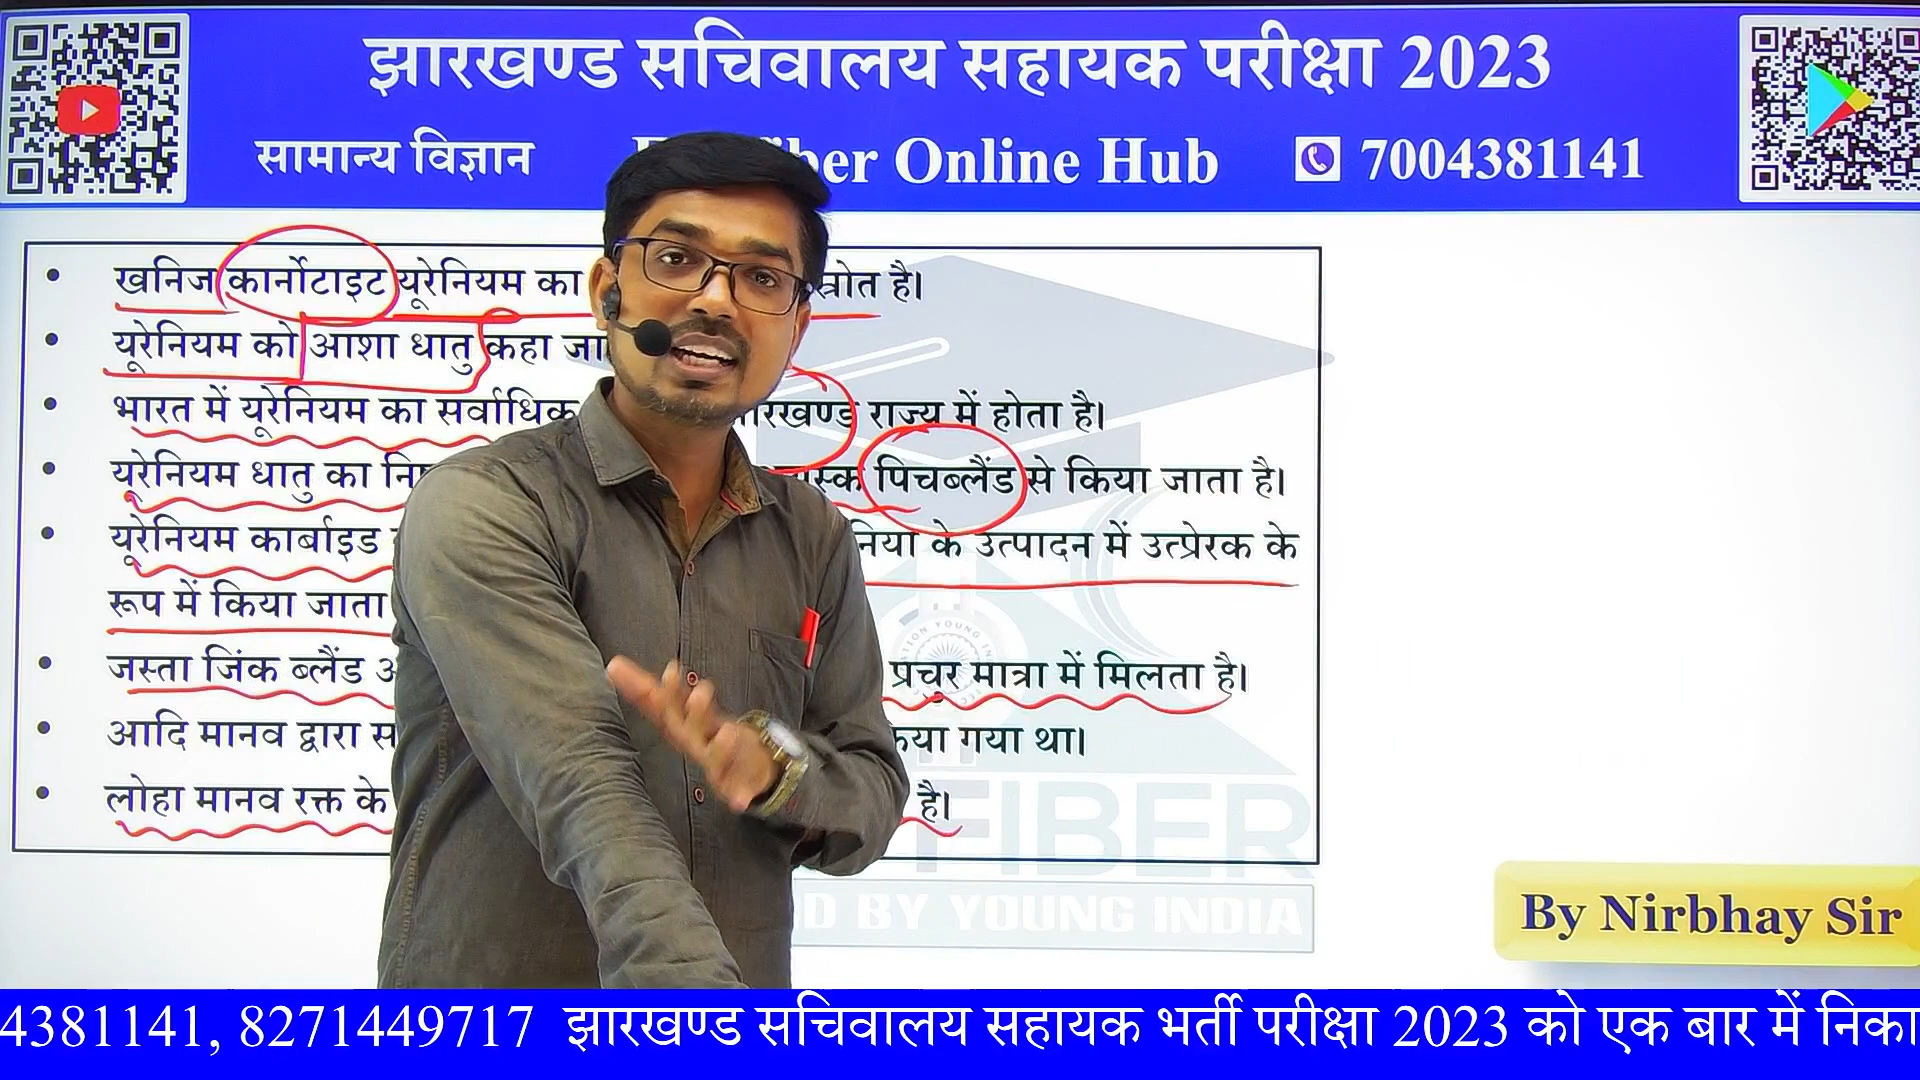 झारखण्ड सचिवालय सहायक परीक्षा 2023
सामान्य विज्ञान
Online Hub
7004381141
खनिज कार्नोटाइट यूरेनियम का स्रोत है।
यूरेनियम को आशा धातु कहा
भारत में यूरेनियम का सर्वाधिक राज्य में होता है।
यूरेनियम धातु का पिचब्लैंड से किया जाता है।
यूरेनियम कार्बाइड के उत्पादन में उत्प्रेरक के
रूप में किया जाता
जस्ता जिंक ब्लैंड प्रचुर मात्रा में मिलता है।
आदि मानव द्वारा गया था।
लोहा मानव रक्त के है।
FIBER
BY YOUNG INDIA
By Nirbhay Sir
4381141, 8271449717 झारखण्ड सचिवालय सहायक भर्ती परीक्षा 2023 को एक बार में निका